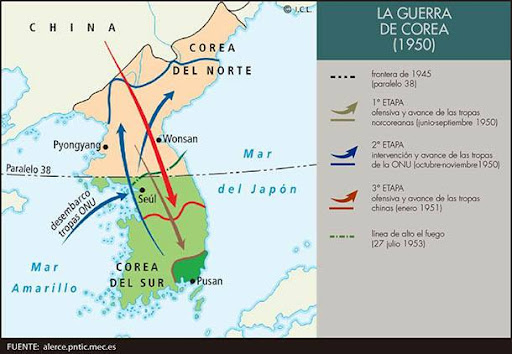 © J.C.L.
CHINA
COREA
DEL NORTE
Pyongyang
Wonsan
Paralelo 38
Mar
del Japón
Seúl
desembarco
tropas ONU
Mar
Amarillo
COREA
DEL SUR
Pusan
LA GUERRA
DE COREA
(1950)
frontera de 1945
(paralelo 38)
1ª ETAPA
ofensiva y avance de las tropas
norcoreanas (junio-septiembre 1950)
2ª ETAPA
intervención y avance de las tropas
de la ONU (octubre-noviembre1950)
3ª ETAPA
ofensiva y avance de las tropas
chinas (enero 1951)
linea de alto el fuego
(27 julio 1953)
FUENTE: alerce.pntic.mec.es